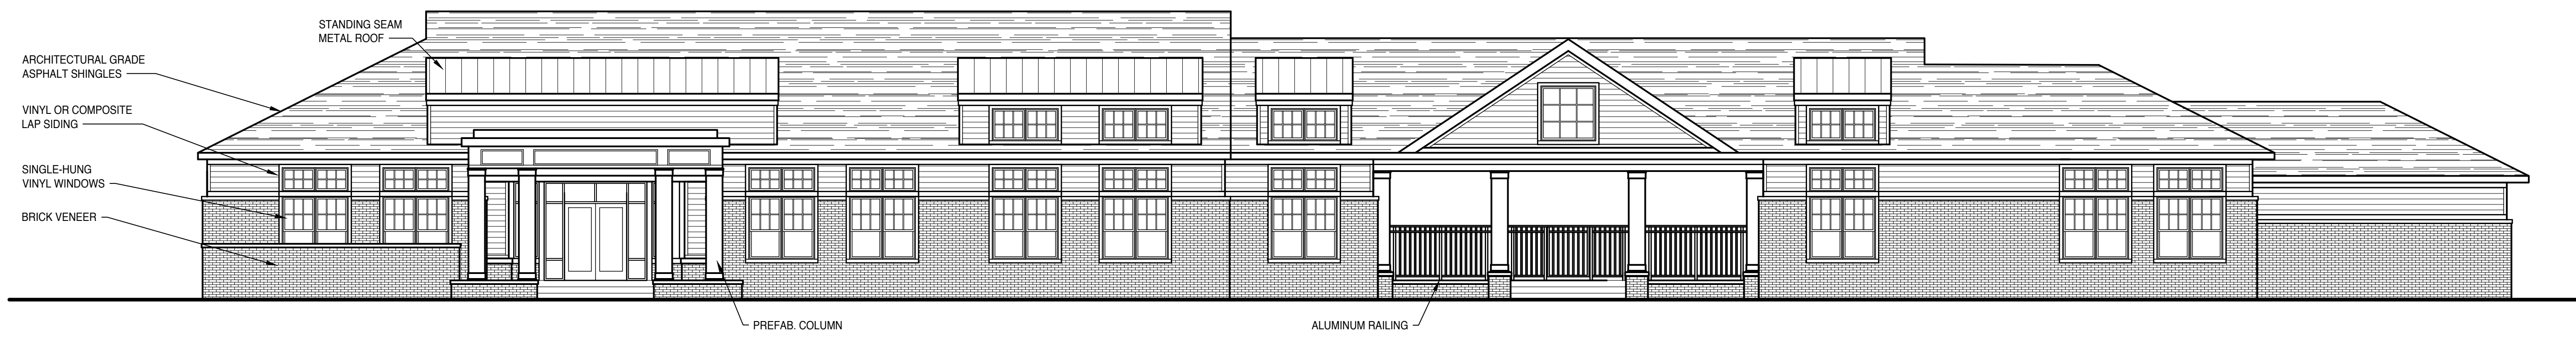 STANDING SEAM
METAL ROOF
ARCHITECTURAL GRADE
ASPHALT SHINGLES
VINYL OR COMPOSITE
LAP SIDING
SINGLE-HUNG
VINYL WINDOWS
BRICK VENEER
PREFAB. COLUMN
ALUMINUM RAILING